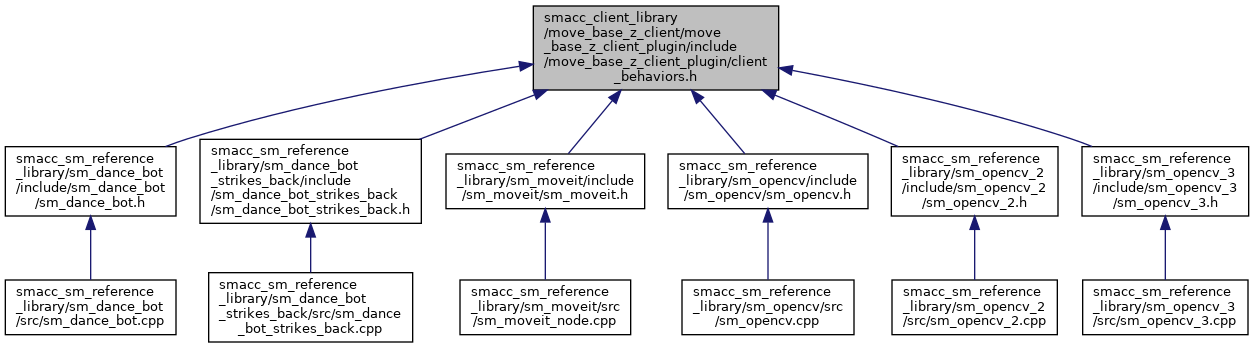 smacc_client_library
/move_base_z_client/move
_base_z_client_plugin/include
/move_base_z_client_plugin/client
_behaviors.h
smacc_sm_reference
_library/sm_dance_bot
/include/sm_dance_bot
/sm_dance_bot.h
smacc_sm_reference
_library/sm_dance_bot
_strikes_back/include
/sm_dance_bot_strikes_back
/sm_dance_bot_strikes_back.h
smacc_sm_reference
_library/sm_moveit/include
/sm_moveit/sm_moveit.h
smacc_sm_reference
_library/sm_opencv/include
/sm_opencv/sm_opencv.h
smacc_sm_reference
_library/sm_opencv_2
/include/sm_opencv_2
/sm_opencv_2.h
smacc_sm_reference
_library/sm_opencv_3
/include/sm_opencv_3
/sm_opencv_3.h
smacc_sm_reference
_library/sm_dance_bot
/src/sm_dance_bot.cpp
smacc_sm_reference
_library/sm_dance_bot
_strikes_back/src/sm_dance
_bot_strikes_back.cpp
smacc_sm_reference
_library/sm_moveit/src
/sm_moveit_node.cpp
smacc_sm_reference
_library/sm_opencv/src
/sm_opencv.cpp
smacc_sm_reference
_library/sm_opencv_2
/src/sm_opencv_2.cpp
smacc_sm_reference
_library/sm_opencv_3
/src/sm_opencv_3.cpp